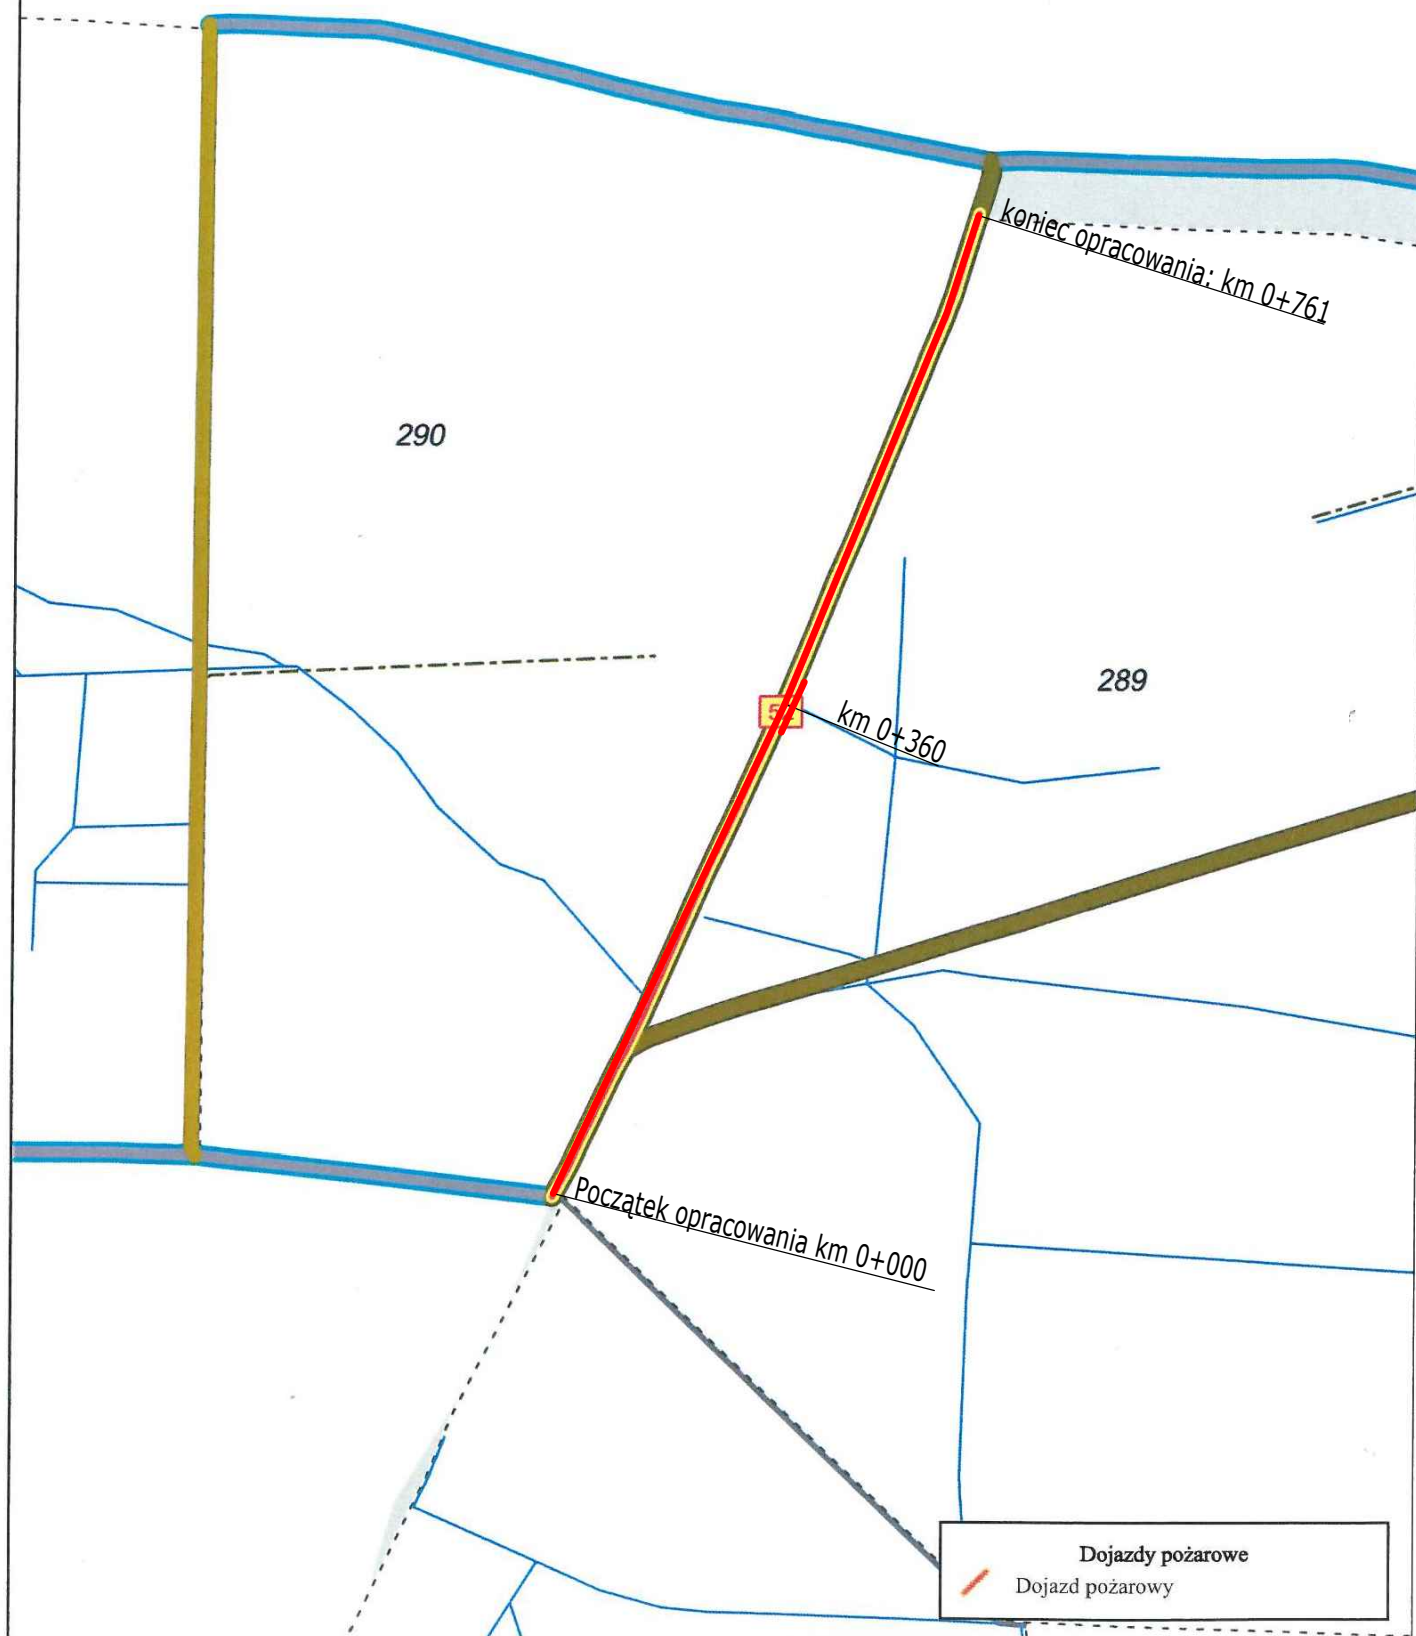 koniec opracowania: km 0+761
290
289
km 0+360
Początek opracowania km 0+000
Dojazdy pożarowe
Dojazd pożarowy